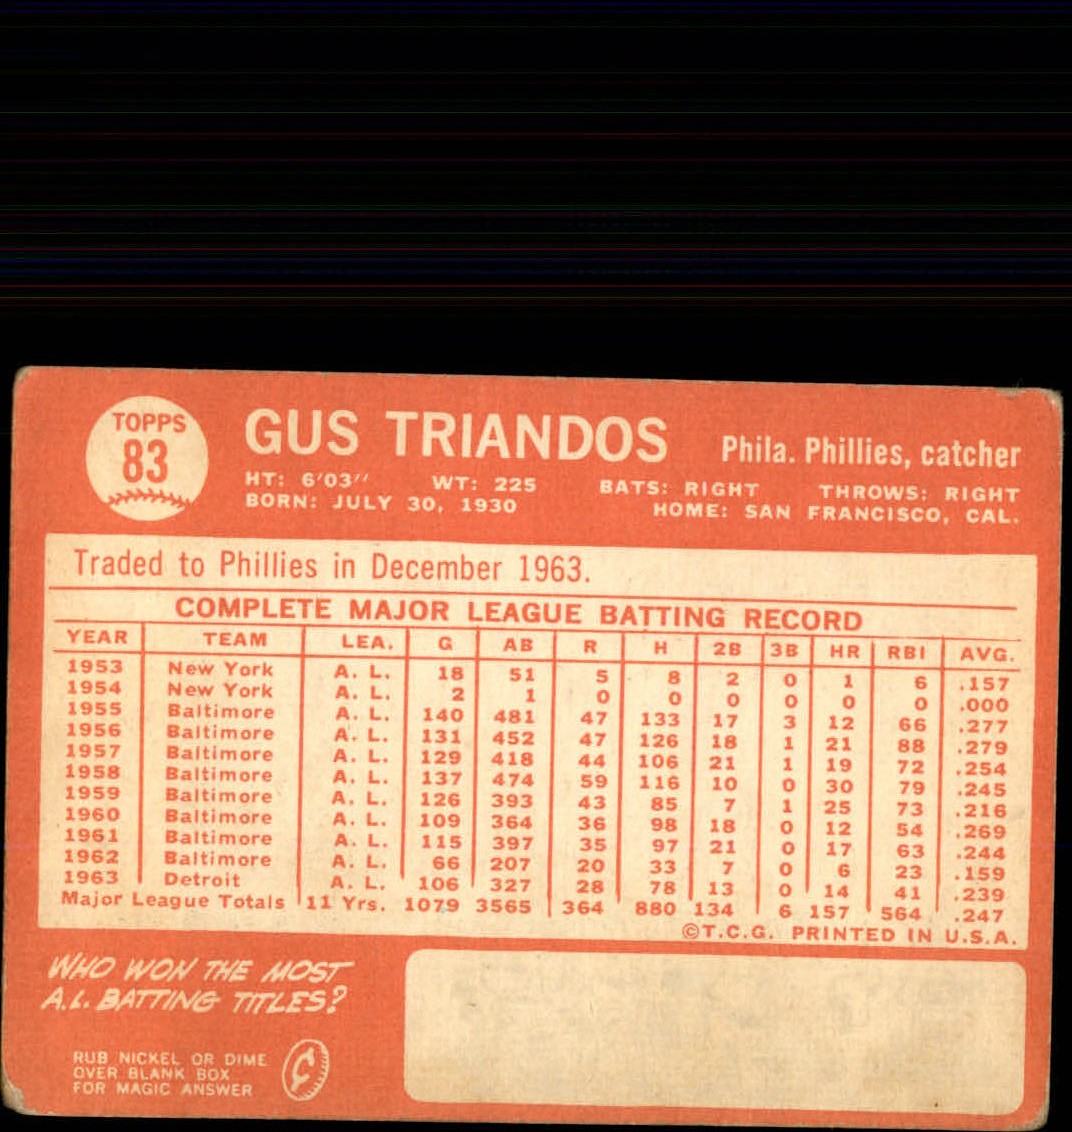 TOPPS
83
GUS TRIANDOS
Phila. Phillies, catcher
HT: 6'03" WT: 225 BATS: RIGHT THROWS: RIGHT
BORN: JULY 30, 1930 HOME: SAN FRANCISCO, CAL.
Traded to Phillies in December 1963.
COMPLETE MAJOR LEAGUE BATTING RECORD
YEAR TEAM LEA. G AB R H 2B 3B HR RBI AVG.
1953 New York A. L. 18 51 5 8 2 0 1 6 .157
1954 New York A. L. 2 1 0 0 0 0 0 0 .000
1955 Baltimore A. L. 140 481 47 133 17 3 12 66 .277
1956 Baltimore A. L. 131 452 47 126 18 1 21 88 .279
1957 Baltimore A. L. 129 418 44 106 21 1 19 72 .254
1958 Baltimore A. L. 137 474 59 116 10 0 30 79 .245
1959 Baltimore A. L. 126 393 43 85 7 1 25 73 .216
1960 Baltimore A. L. 109 364 36 98 18 0 12 54 .269
1961 Baltimore A. L. 115 397 35 97 21 0 17 63 .244
1962 Baltimore A. L. 66 207 20 33 7 0 6 23 .159
1963 Detroit A. L. 106 327 28 78 13 0 14 41 .239
Major League Totals 11 Yrs. 1079 3565 364 880 134 6 157 564 .247
©T.C.G. PRINTED IN U.S.A.
WHO WON THE MOST
A.L. BATTING TITLES?
RUB NICKEL OR DIME
OVER BLANK BOX
FOR MAGIC ANSWER
¢